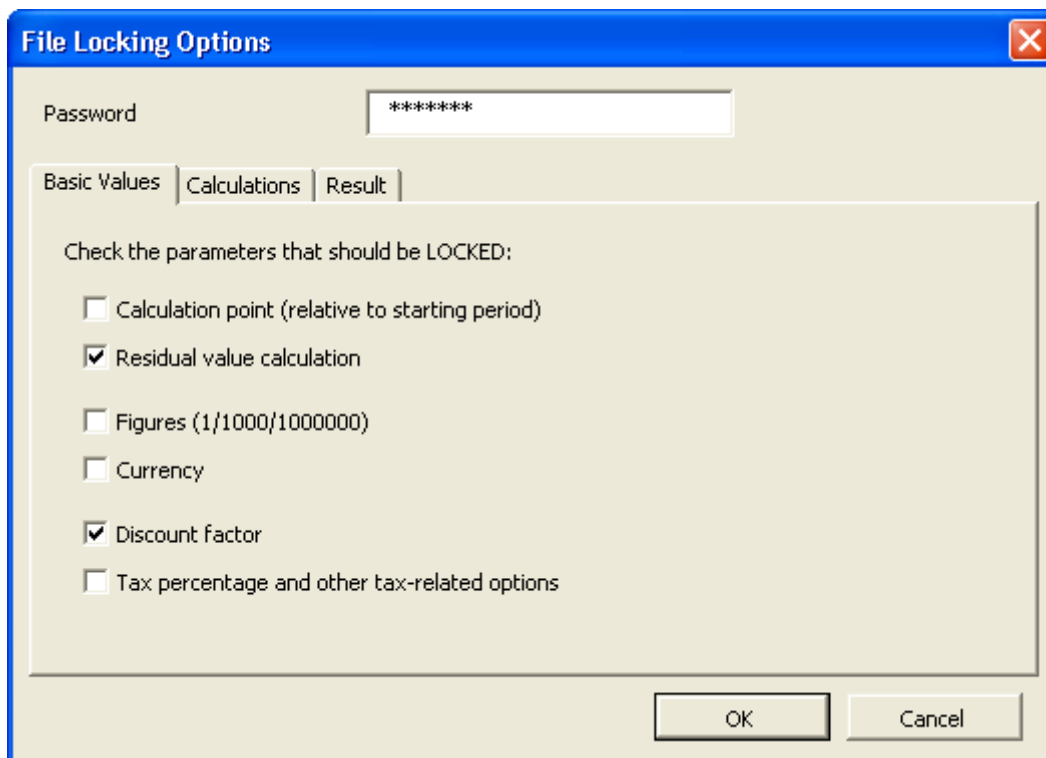 File Locking Options
Password
*******
Basic Values
Calculations
Result
Check the parameters that should be LOCKED:
Calculation point (relative to starting period)
Residual value calculation
Figures (1/1000/1000000)
Currency
Discount factor
Tax percentage and other tax-related options
OK
Cancel